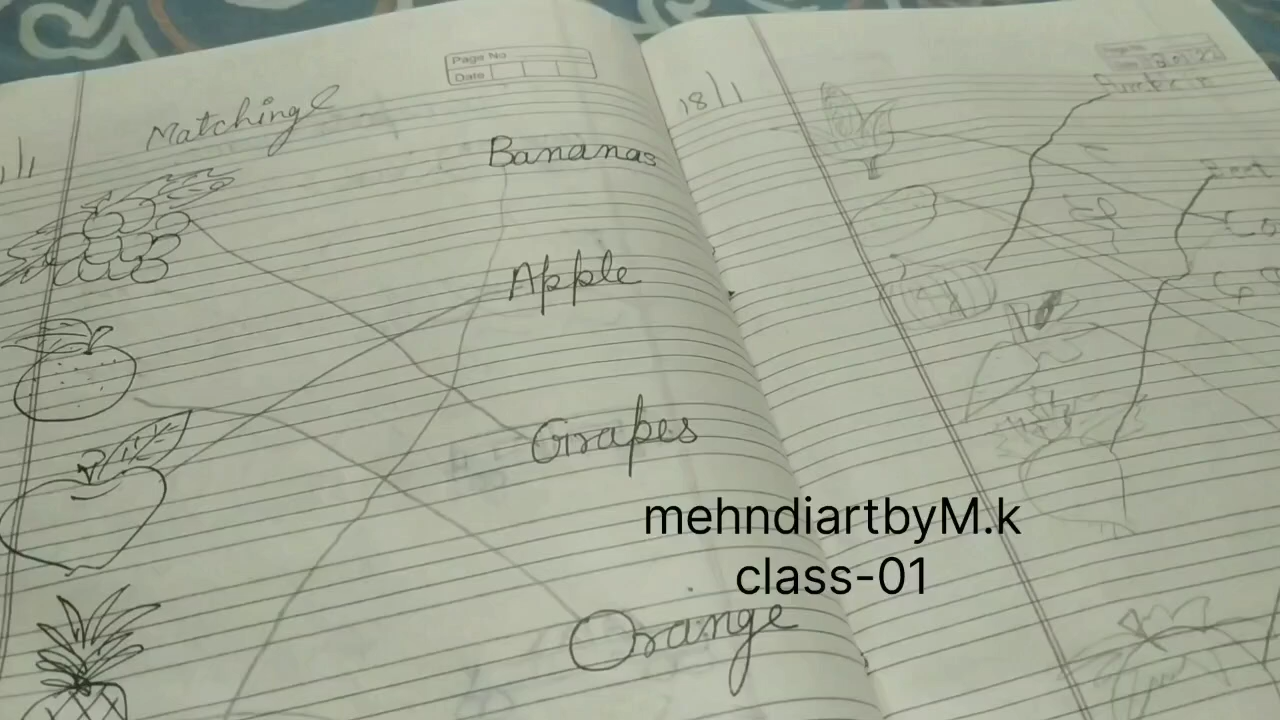 Matching
Page No
Date
Bananas
Apple
Grapes
Orange
18/1
mehndiartbyM.k
class-01